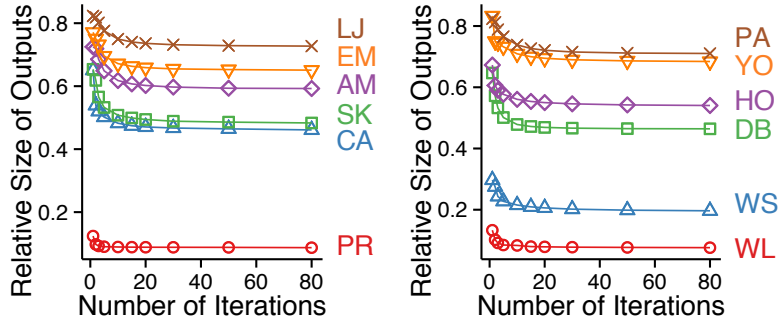 Relative Size of Outputs
0.8
0.6
0.4
0.2
0 20 40 60 80
Number of Iterations
LJ
EM
AM
SK
CA
PR
Relative Size of Outputs
0.8
0.6
0.4
0.2
0 20 40 60 80
Number of Iterations
PA
YO
HO
DB
WS
WL